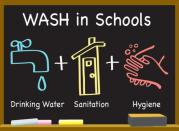 WASH in Schools
+ +
Drinking Water Sanitation Hygiene